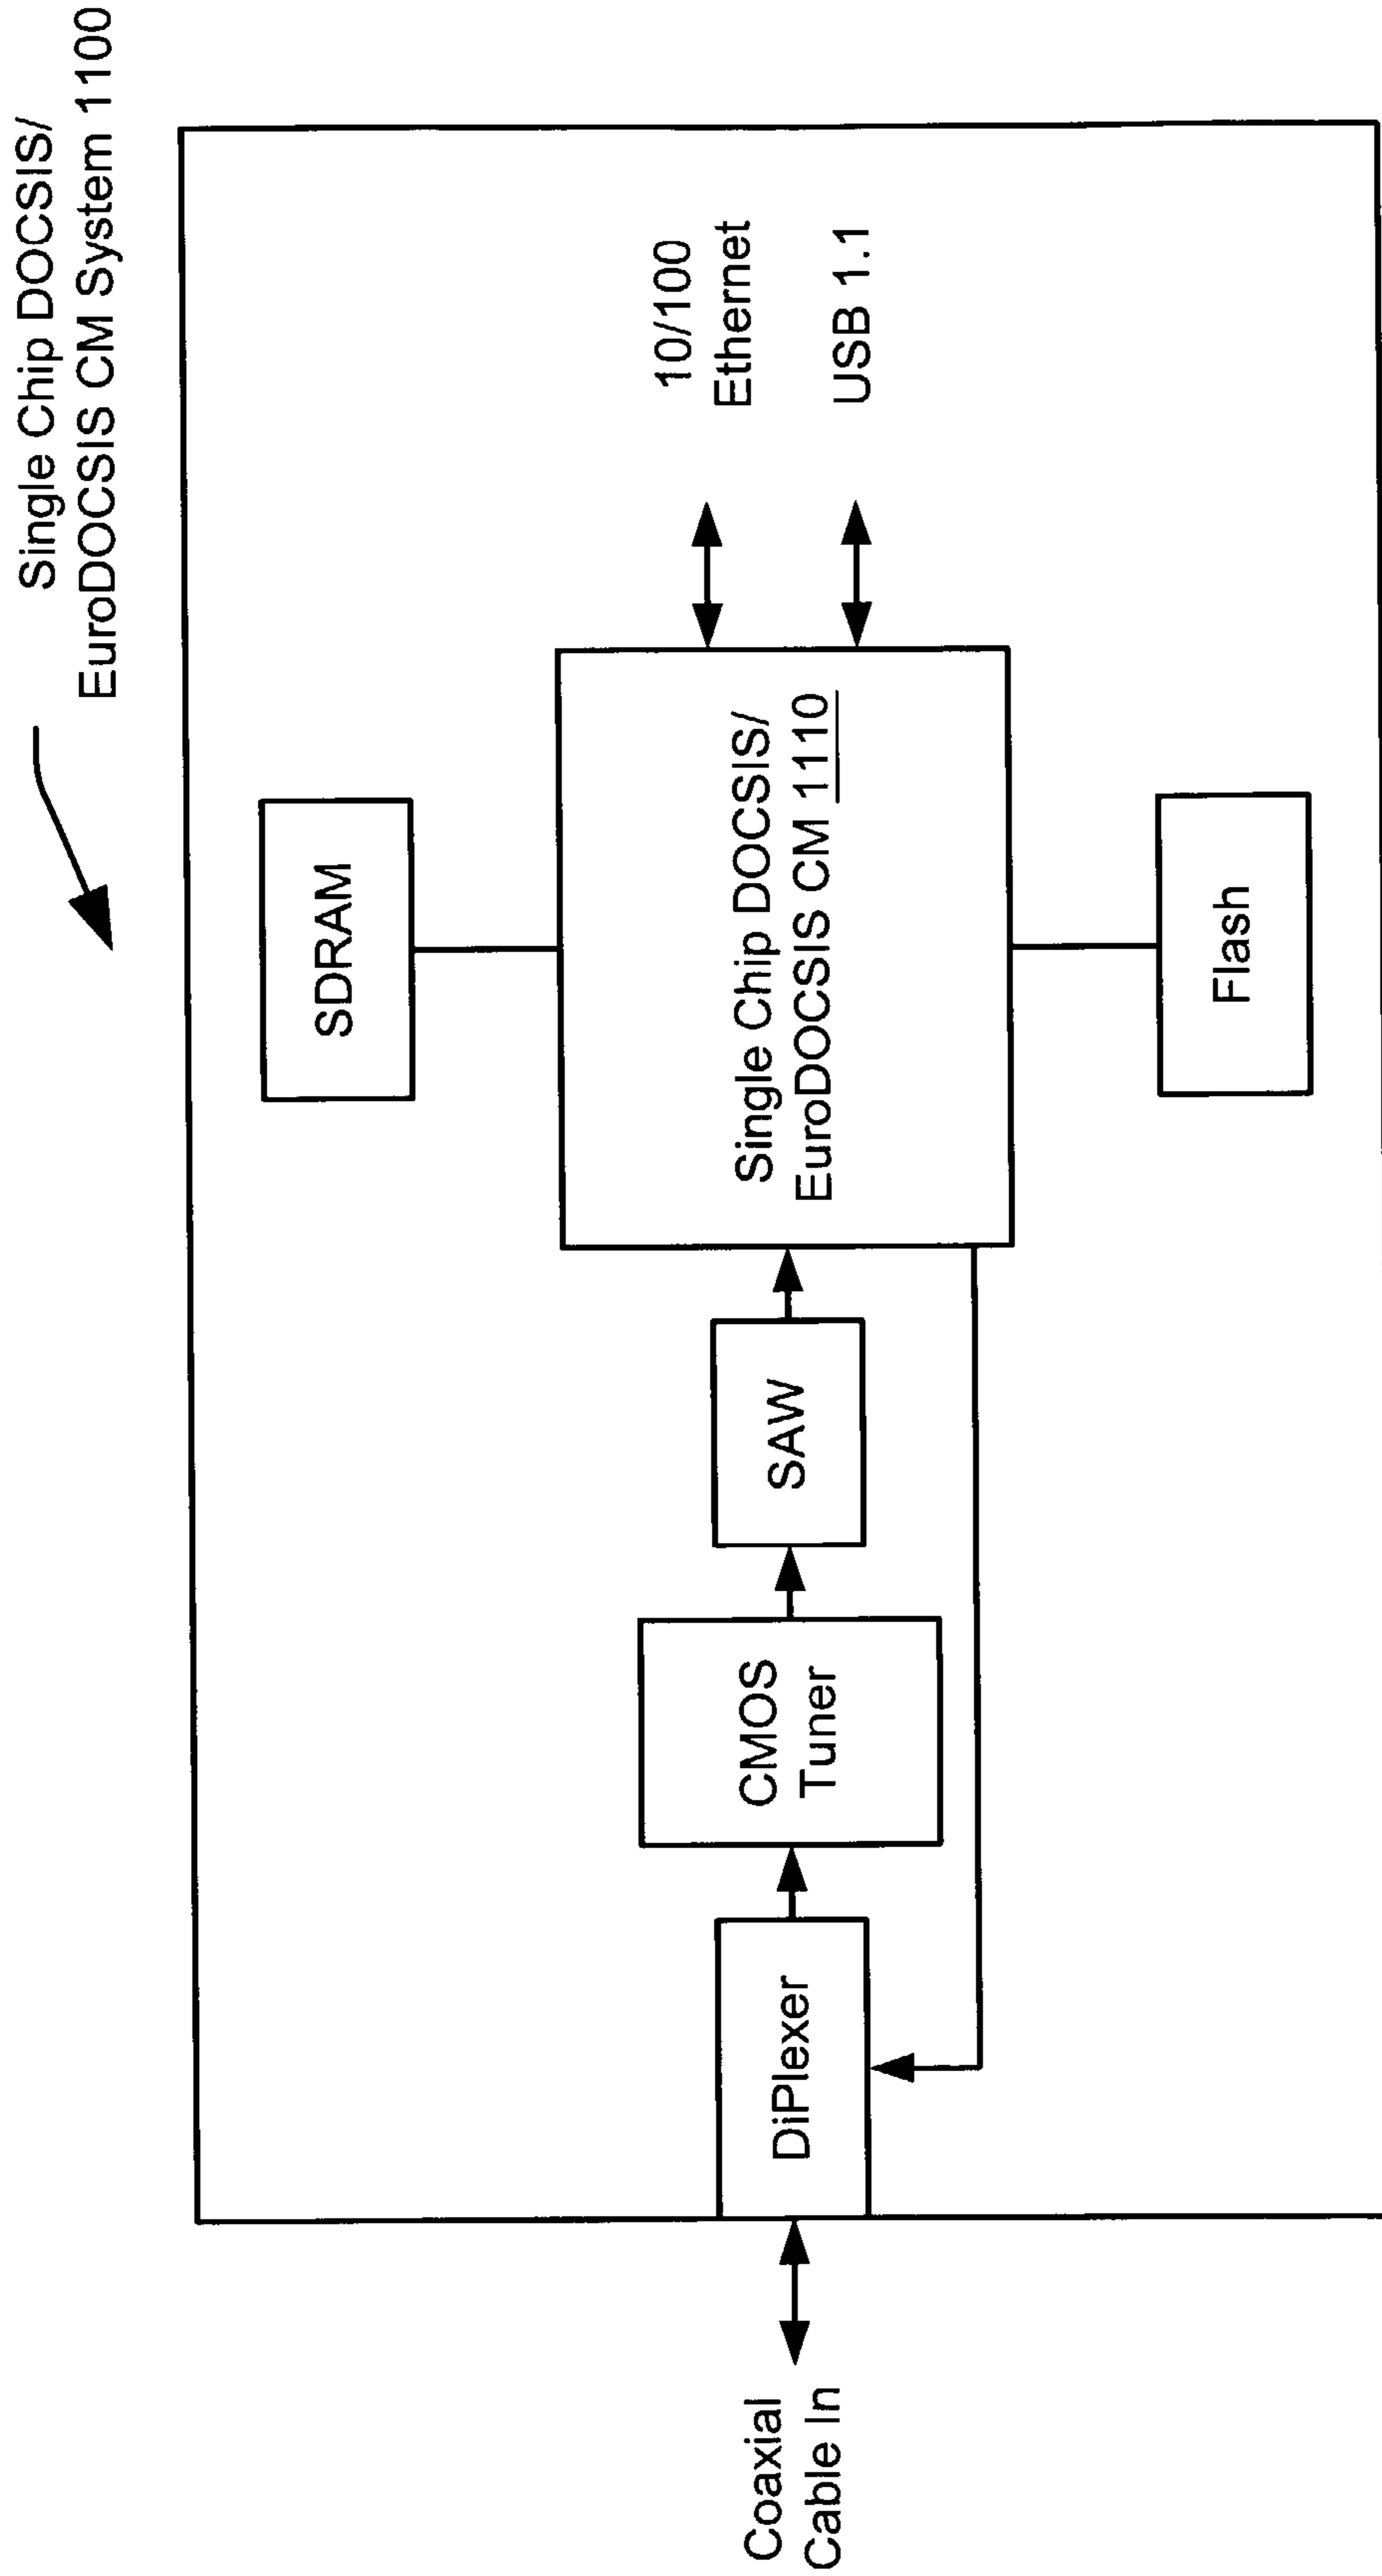 Single Chip DOCSIS/
EuroDOCSIS CM System 1100
SDRAM
Coaxial
Cable In
DiPlexer
CMOS
Tuner
SAW
Single Chip DOCSIS/
EuroDOCSIS CM 1110
10/100
Ethernet
USB 1.1
Flash